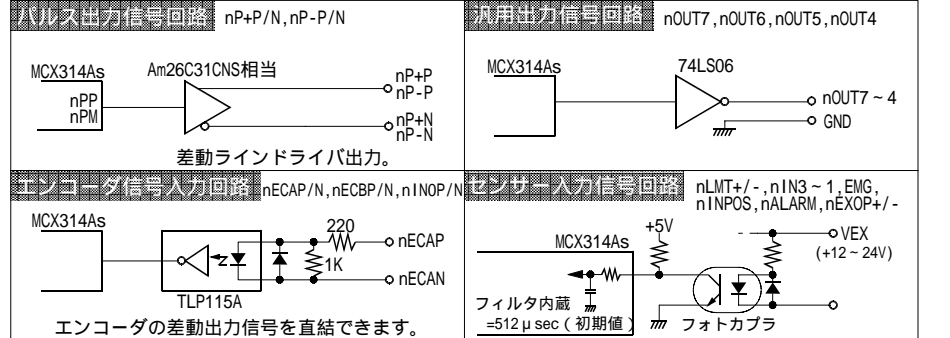 パルス出力信号回路 nP+P/N,nP-P/N
MCX314As
Am26C31CNS相当
nPP
nPM
nP+P
nP-P
nP+N
nP-N
差動ラインドライバ出力。
汎用出力信号回路 nOUT7,nOUT6,nOUT5,nOUT4
MCX314As
74LS06
nOUT7~4
GND
エンコーダ信号入力回路 nECAP/N,nECBP/N,nINOP/N
MCX314As
220
1K
nECAP
nECAN
TLP115A
エンコーダの差動出力信号を直結できます。
センサー入力信号回路 nLMT+/-,nIN3~1,EMG,
nINPOS,nALARM,nEXOP+/-
+5V
MCX314As
VEX
(+12~24V)
フィルタ内蔵
=512μsec(初期値)
フォトカプラ